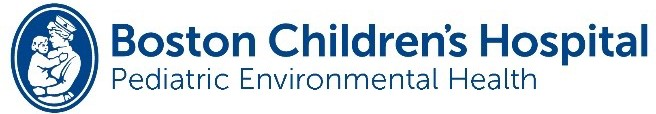 Boston Children's Hospital
Pediatric Environmental Health